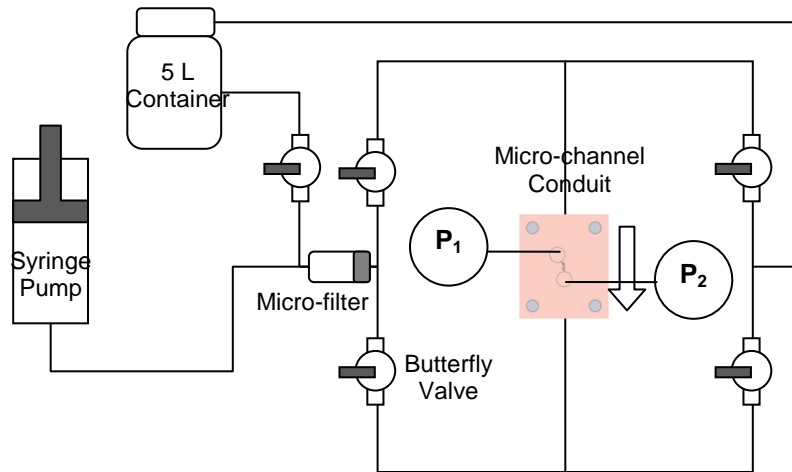 5 L
Container
Micro-channel
Conduit
P₁
Syringe
Pump
P₂
Micro-filter
Butterfly
Valve